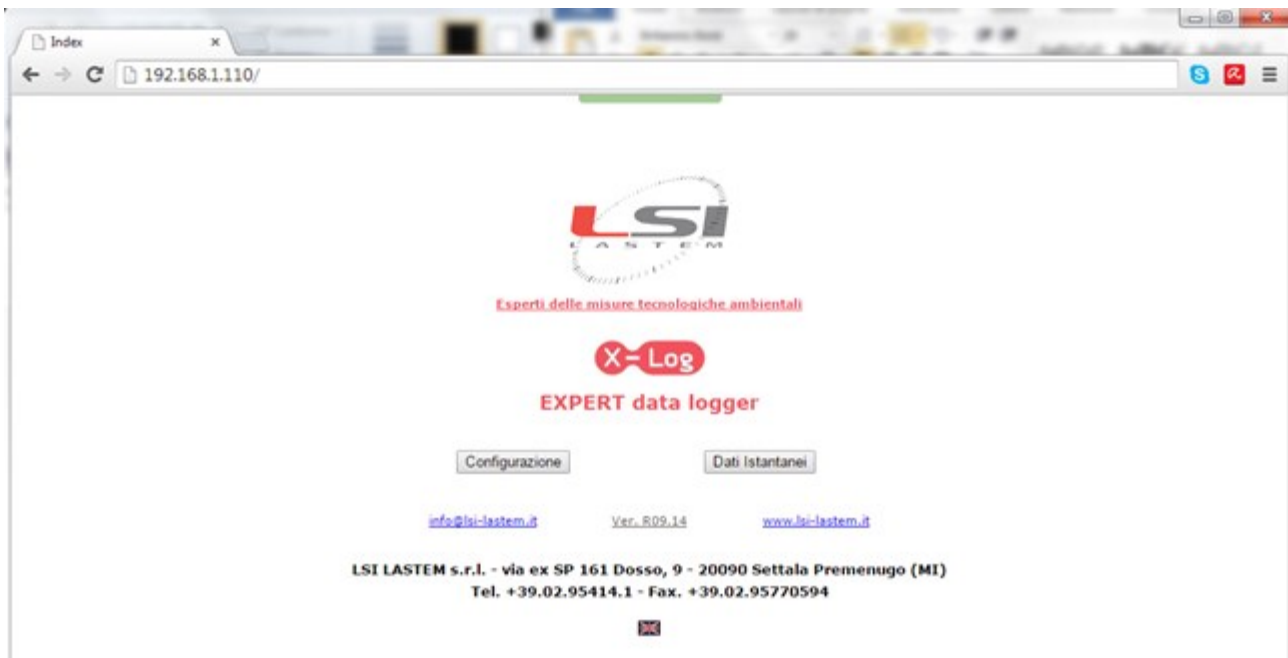 Index
192.168.1.110/
LSI
LASTEM
Esperti delle misure tecnologiche ambientali
X=Log
EXPERT data logger
Configurazione Dati Istantanei
info@lsi-lastem.it Ver. R09.14 www.lsi-lastem.it
LSI LASTEM s.r.l. - via ex SP 161 Dosso, 9 - 20090 Settala Premenugo (MI)
Tel. +39.02.95414.1 - Fax. +39.02.95770594